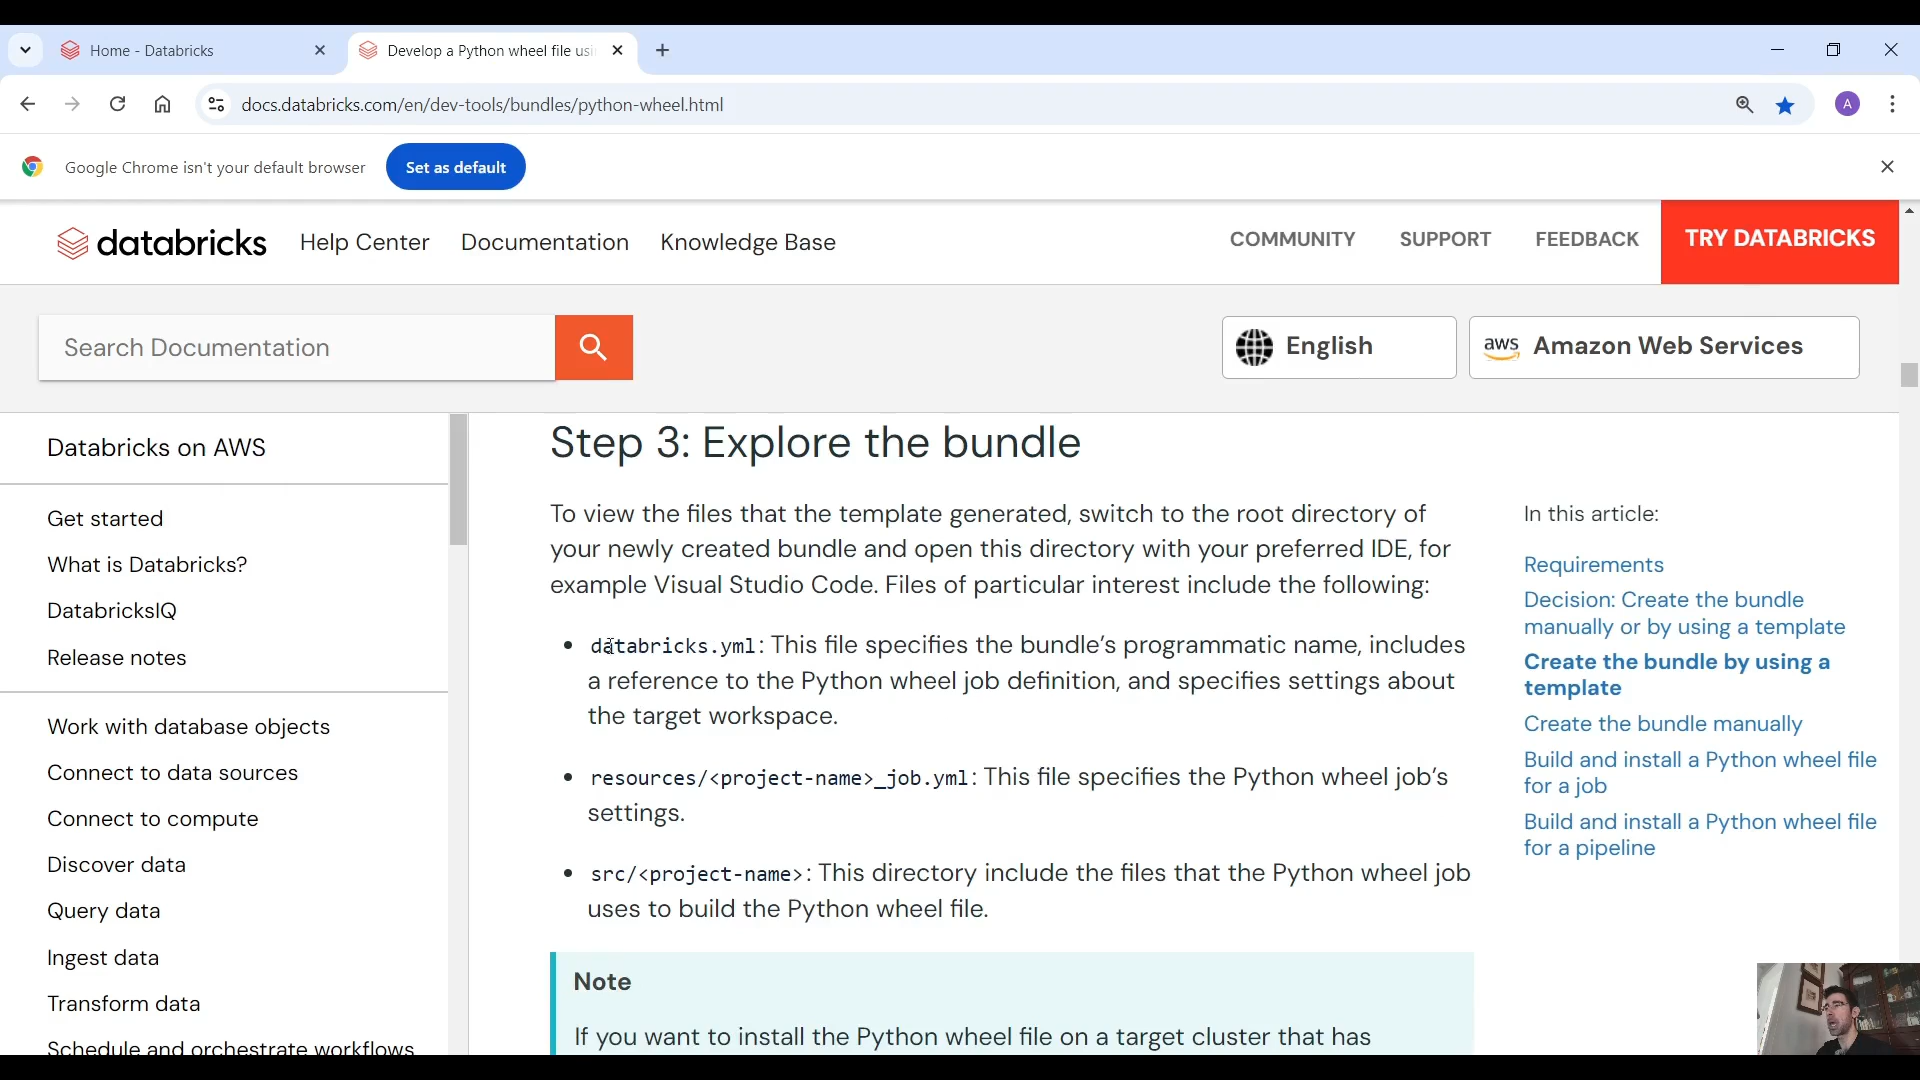 Home - Databricks
Develop a Python wheel file usi
docs.databricks.com/en/dev-tools/bundles/python-wheel.html
A
Google Chrome isn't your default browser
Set as default
databricks
Help Center
Documentation
Knowledge Base
COMMUNITY
SUPPORT
FEEDBACK
TRY DATABRICKS
Search Documentation
English
aws
Amazon Web Services
Databricks on AWS
Get started
What is Databricks?
DatabricksIQ
Release notes
Work with database objects
Connect to data sources
Connect to compute
Discover data
Query data
Ingest data
Transform data
Schedule and orchestrate workflows
Step 3: Explore the bundle
To view the files that the template generated, switch to the root directory of
your newly created bundle and open this directory with your preferred IDE, for
example Visual Studio Code. Files of particular interest include the following:
• databricks.yml: This file specifies the bundle’s programmatic name, includes
a reference to the Python wheel job definition, and specifies settings about
the target workspace.
• resources/<project-name>_job.yml: This file specifies the Python wheel job’s
settings.
• src/<project-name>: This directory include the files that the Python wheel job
uses to build the Python wheel file.
Note
If you want to install the Python wheel file on a target cluster that has
In this article:
Requirements
Decision: Create the bundle
manually or by using a template
Create the bundle by using a
template
Create the bundle manually
Build and install a Python wheel file
for a job
Build and install a Python wheel file
for a pipeline